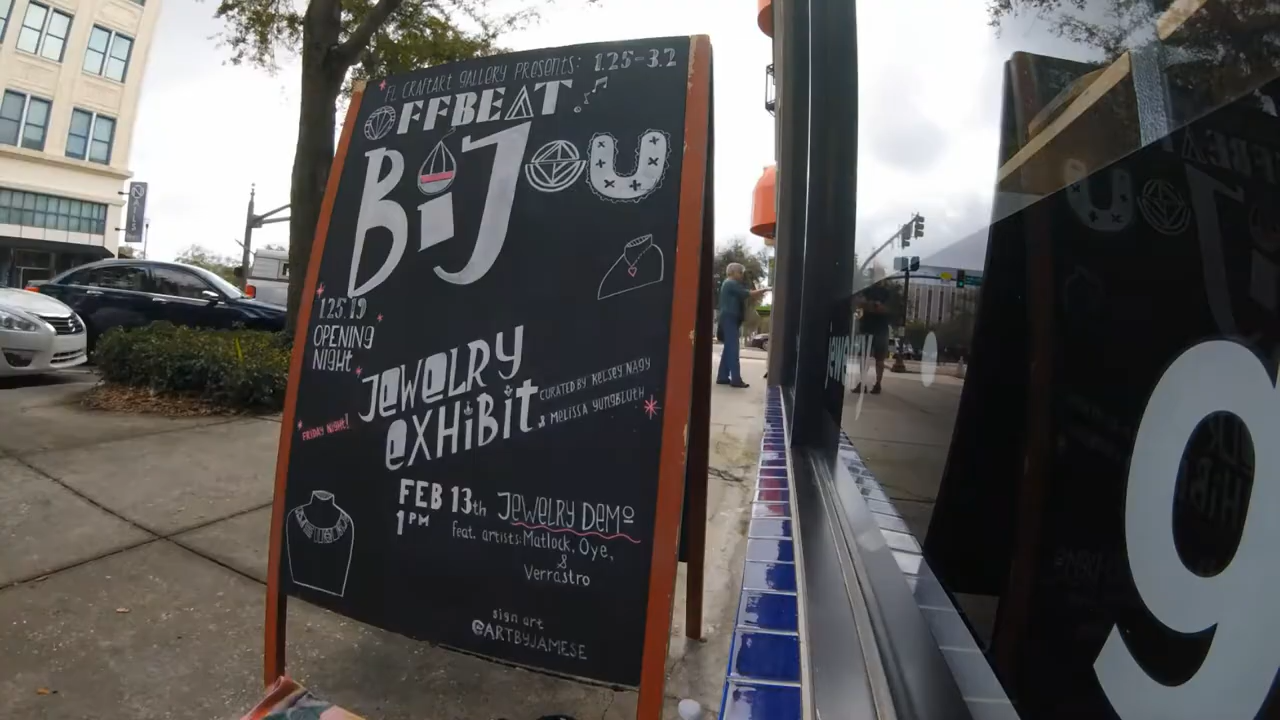 FL CRAFTART GALLERY PRESENTS: 1.25-3.2
OFFBEAT
BiJOU
1.25.19
OPENING
NIGHT
FRIDAY NIGHT!
JEWELRY
EXHIBIT
CURATED BY KELSEY NAGY
& MELISSA YUNGBLUTH
FEB 13th JEWELRY DEMO
1PM
feat. artists: Matlock, Oye,
&
Verrastro
sign art
@ARTBYJAMESE
jewelry
9